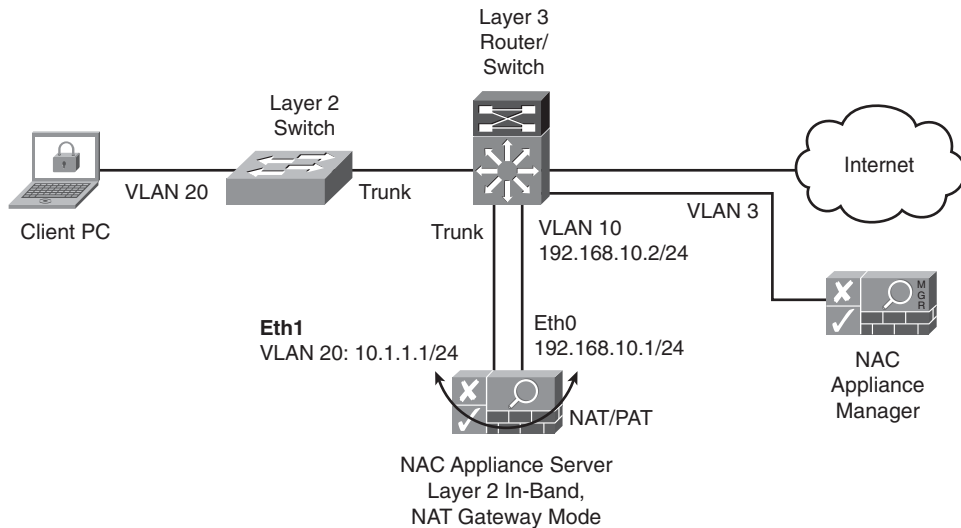 Layer 3
Router/
Switch
Layer 2
Switch
Internet
VLAN 20
Trunk
Client PC
VLAN 3
Trunk
VLAN 10
192.168.10.2/24
M
G
R
Eth1
VLAN 20: 10.1.1.1/24
Eth0
192.168.10.1/24
NAC
Appliance
Manager
NAT/PAT
NAC Appliance Server
Layer 2 In-Band,
NAT Gateway Mode